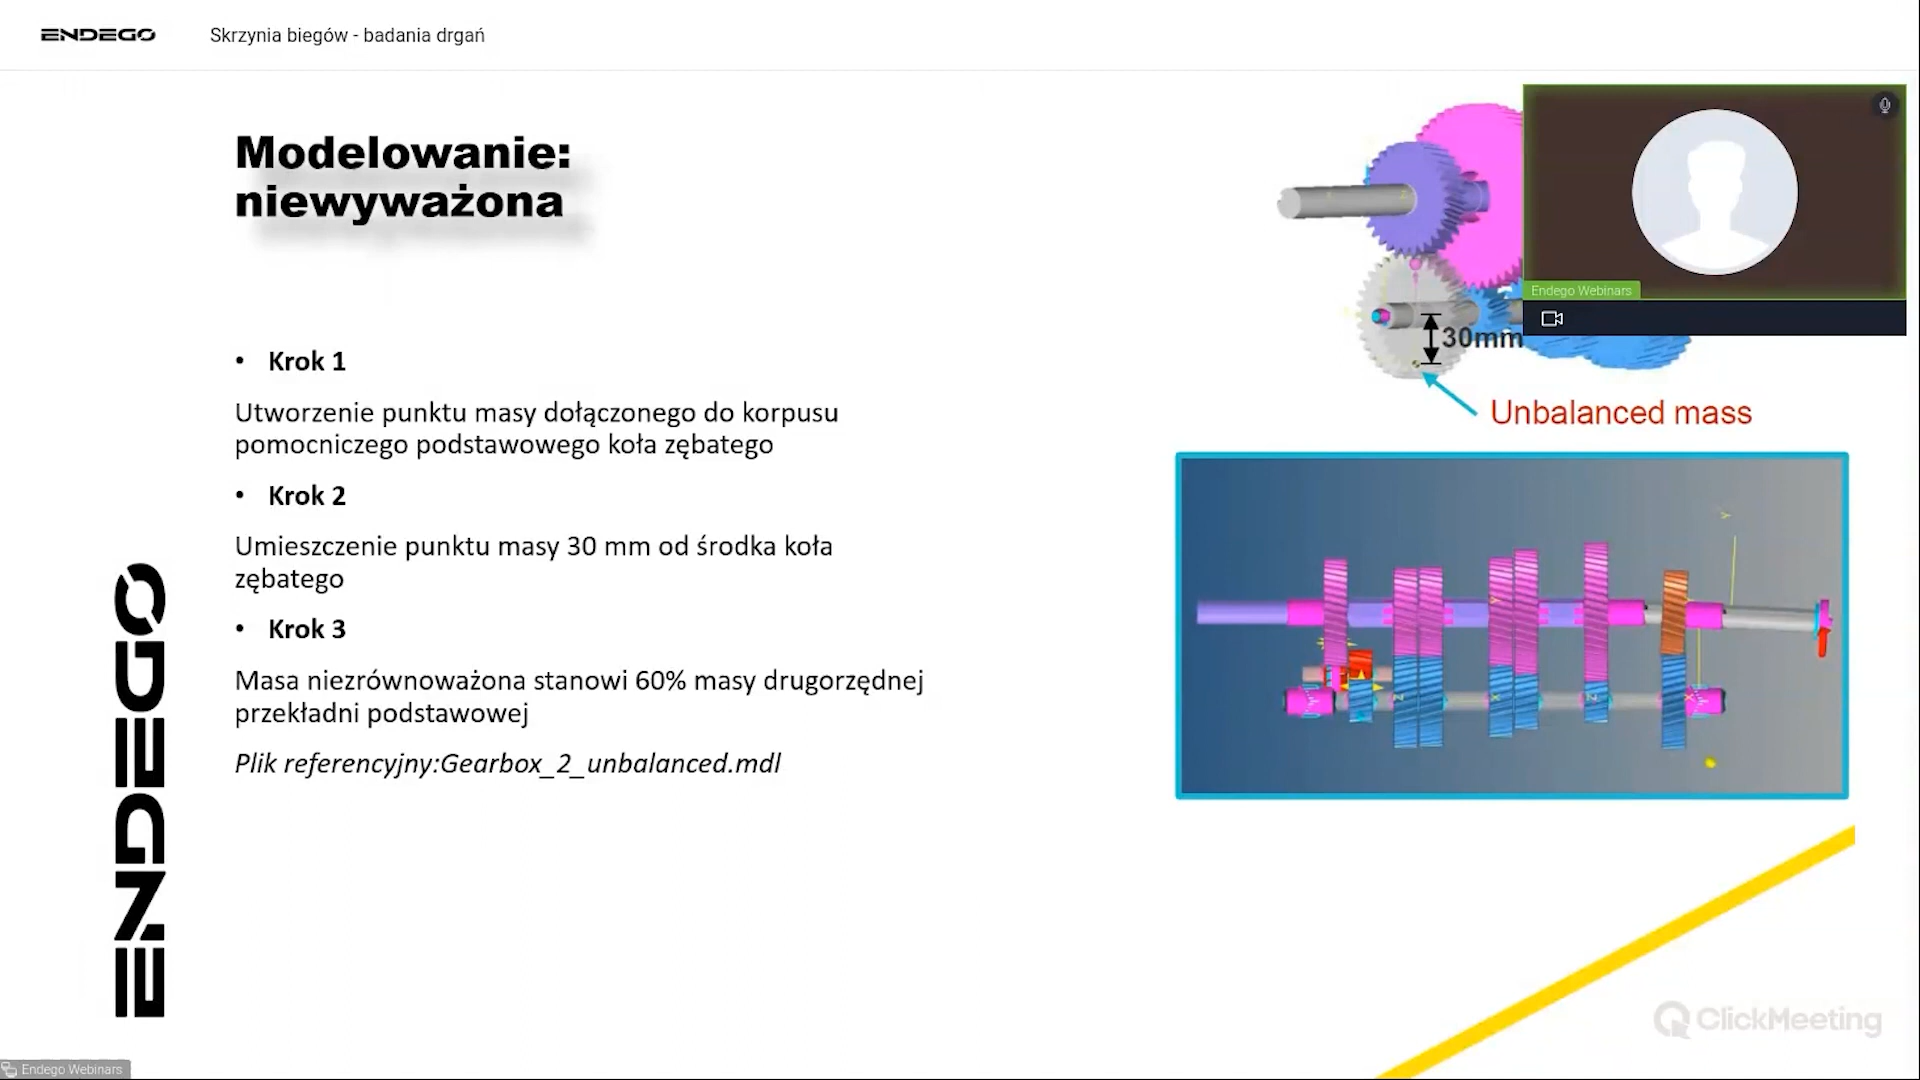 ENDEGO
Skrzynia biegów - badania drgań
Modelowanie:
niewyważona
• Krok 1
Utworzenie punktu masy dołączonego do korpusu
pomocniczego podstawowego koła zębatego
• Krok 2
Umieszczenie punktu masy 30 mm od środka koła
zębatego
• Krok 3
Masa niezrównoważona stanowi 60% masy drugorzędnej
przekładni podstawowej
Plik referencyjny:Gearbox_2_unbalanced.mdl
30mm
Unbalanced mass
Endego Webinars
ENDEGO
ClickMeeting
Endego Webinars